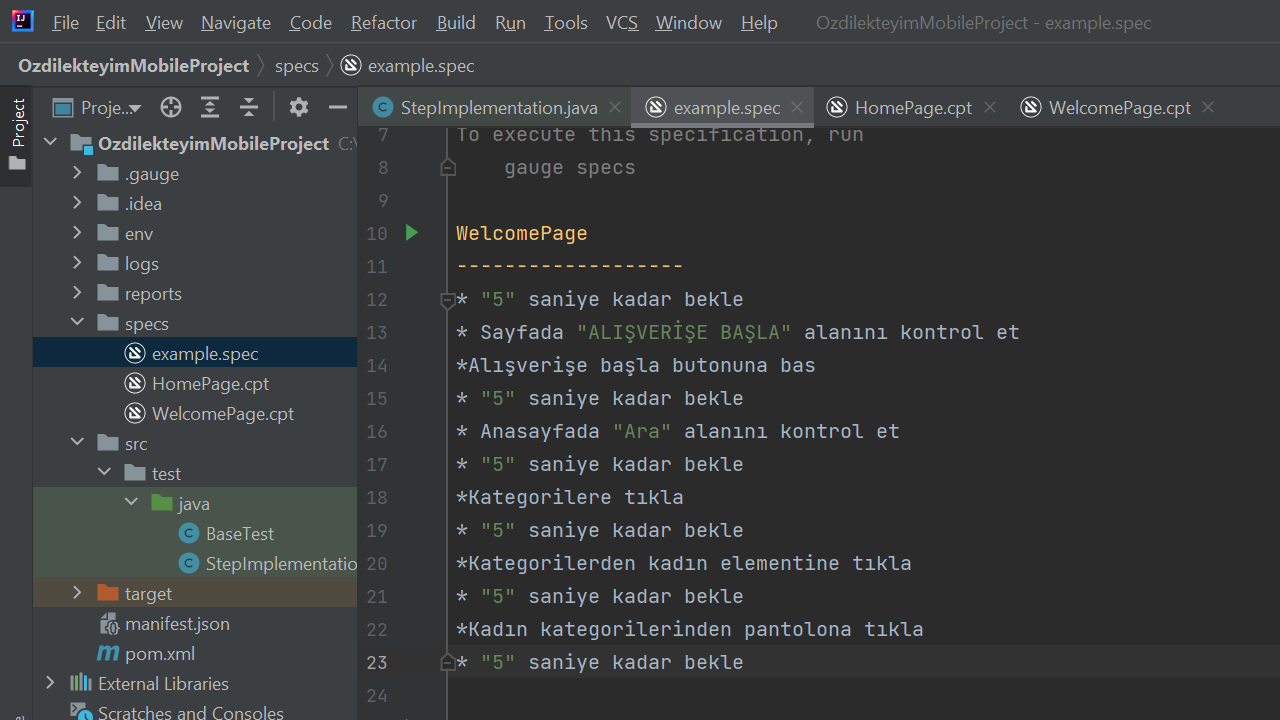 File Edit View Navigate Code Refactor Build Run Tools VCS Window Help OzdilekteyimMobileProject - example.spec
OzdilekteyimMobileProject specs example.spec
Project
Proje...
StepImplementation.java example.spec HomePage.cpt WelcomePage.cpt
OzdilekteyimMobileProject C:\
.gauge
.idea
env
logs
reports
specs
example.spec
HomePage.cpt
WelcomePage.cpt
src
test
java
BaseTest
StepImplementatio
target
manifest.json
pom.xml
External Libraries
Scratches and Consoles
7 To execute this specification, run
8 gauge specs
9
10 WelcomePage
11 -------------------
12 * "5" saniye kadar bekle
13 * Sayfada "ALIŞVERİŞE BAŞLA" alanını kontrol et
14 *Alışverişe başla butonuna bas
15 * "5" saniye kadar bekle
16 * Anasayfada "Ara" alanını kontrol et
17 * "5" saniye kadar bekle
18 *Kategorilere tıkla
19 * "5" saniye kadar bekle
20 *Kategorilerden kadın elementine tıkla
21 * "5" saniye kadar bekle
22 *Kadın kategorilerinden pantolona tıkla
23 * "5" saniye kadar bekle
24